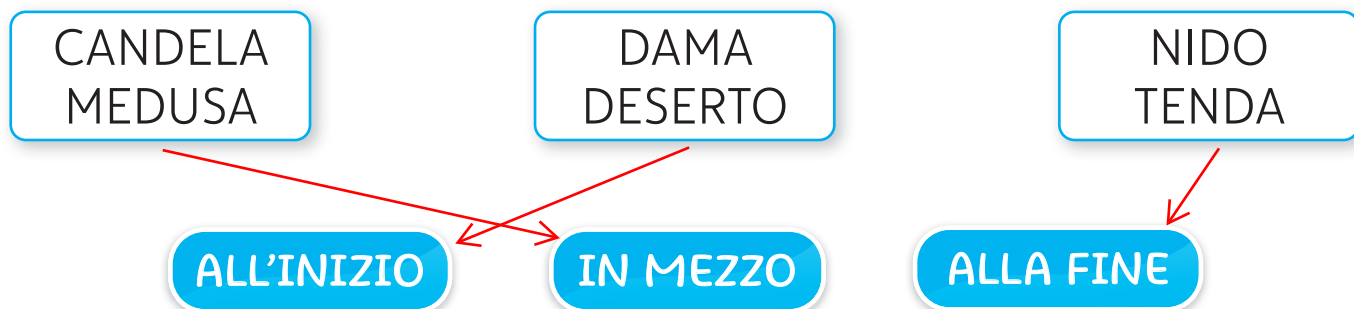 CANDELA
MEDUSA
DAMA
DESERTO
NIDO
TENDA
ALL'INIZIO
IN MEZZO
ALLA FINE